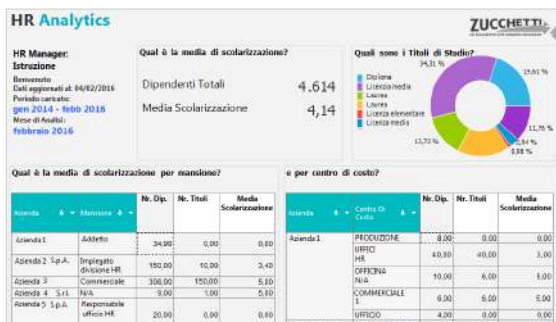 HR Analytics
ZUCCHETTI
HR Manager:
Istruzione
Benvenuto
Dati aggiornati al: 04/02/2016
Periodo caricato:
gen 2014 - febb 2016
Mese di Analisi:
febbraio 2016
Qual è la media di scolarizzazione?
Dipendenti Totali 4.614
Media Scolarizzazione 4,14
Quali sono i Titoli di Studio?
34,31 %
19,61 %
11,76 %
0,98 %
13,73 %
Diploma
Licenza media
Laurea
Laurea
Licenza elementare
Licenza media
Qual è la media di scolarizzazione per mansione?
Azienda Mansione Nr. Dip. Nr. Titoli Media Scolarizzazione
Azienda 1 Addetto 34,00 0,00 0,00
Azienda 2 S.p.A. Impiegato divisione HR 150,00 10,00 3,40
Azienda 3 Commerciale 300,00 150,00 5,00
Azienda 4 S.r.l. N/A 9,00 1,00 5,00
Azienda 5 S.p.A. Responsabile ufficio HR 20,00 0,00 0,00
e per centro di costo?
Azienda Centro Di Costo Nr. Dip. Nr. Titoli Media Scolarizzazione
Azienda 1 PRODUZIONE 8,00 0,00 0,00
UFFICI HR 40,00 40,00 3,00
OFFICINA N/A 10,00 6,00 5,00
COMMERCIALE 1 6,00 6,00 5,00
UFFICIO 4,00 0,00 0,00